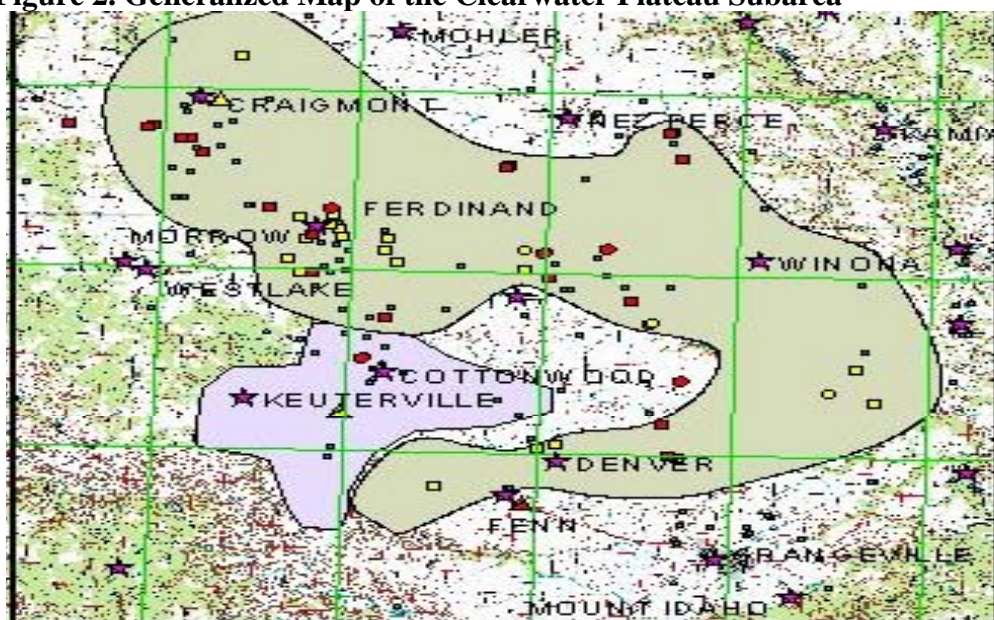 Figure 2. Generalized Map of the Clearwater Plateau Subarea
MOHLER
CRAIGMONT
NEZ PERCE
KAMIA
FERDINAND
MORROW
WINONA
WESTLAKE
COTTONWOOD
KEUTERVILLE
DENVER
FENN
GRANGEVILLE
MOUNT IDAHO